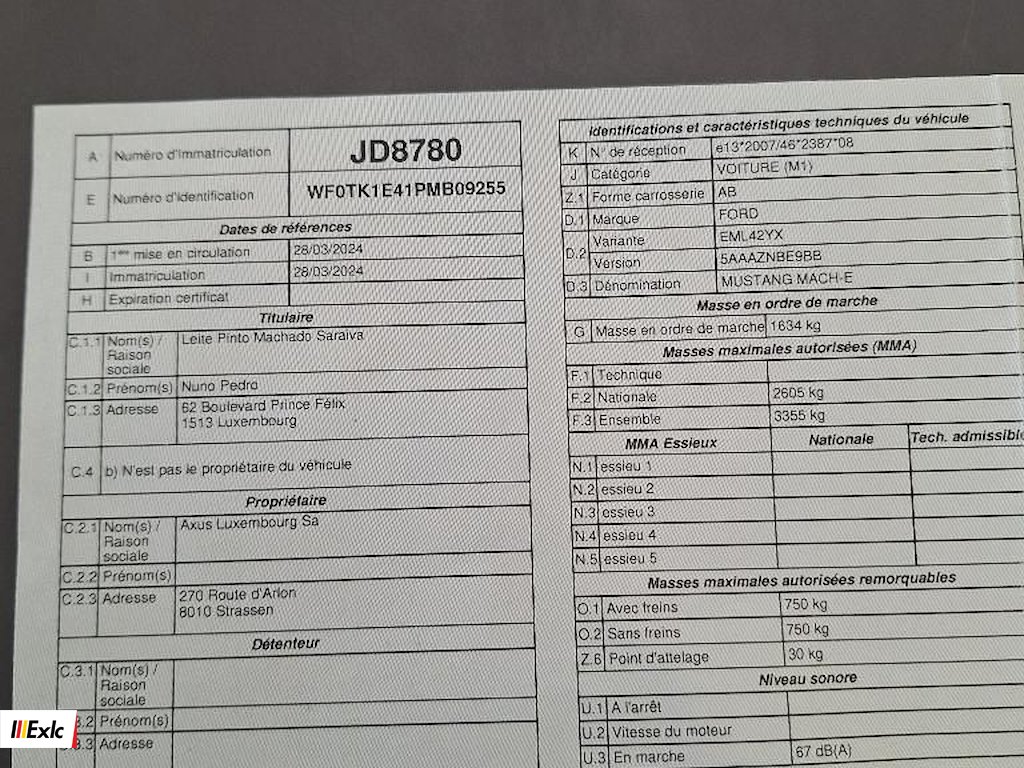 A Numéro d'immatriculation JD8780
E Numéro d'identification WF0TK1E41PMB09255
Dates de références
B 1ère mise en circulation 28/03/2024
I Immatriculation 28/03/2024
H Expiration certificat
Titulaire
C.1.1 Nom(s) / Raison sociale Leite Pinto Machado Saraiva
C.1.2 Prénom(s) Nuno Pedro
C.1.3 Adresse 62 Boulevard Prince Félix
1513 Luxembourg
C.4 b) N'est pas le propriétaire du véhicule
Propriétaire
C.2.1 Nom(s) / Raison sociale Axus Luxembourg Sa
C.2.2 Prénom(s)
C.2.3 Adresse 270 Route d'Arlon
8010 Strassen
Détenteur
C.3.1 Nom(s) / Raison sociale
3.2 Prénom(s)
3.3 Adresse
Identifications et caractéristiques techniques du véhicule
K N° de réception e13*2007/46*2387*08
J Catégorie VOITURE (M1)
Z.1 Forme carrosserie AB
D.1 Marque FORD
D.2 Variante EML42YX
Version 5AAAZNBE9BB
D.3 Dénomination MUSTANG MACH-E
Masse en ordre de marche
G Masse en ordre de marche 1634 kg
Masses maximales autorisées (MMA)
F.1 Technique
F.2 Nationale 2605 kg
F.3 Ensemble 3355 kg
MMA Essieux Nationale Tech. admissibl
N.1 essieu 1
N.2 essieu 2
N.3 essieu 3
N.4 essieu 4
N.5 essieu 5
Masses maximales autorisées remorquables
O.1 Avec freins 750 kg
O.2 Sans freins 750 kg
Z.6 Point d'attelage 30 kg
Niveau sonore
U.1 A l'arrêt
U.2 Vitesse du moteur
U.3 En marche 67 dB(A)
Exlc